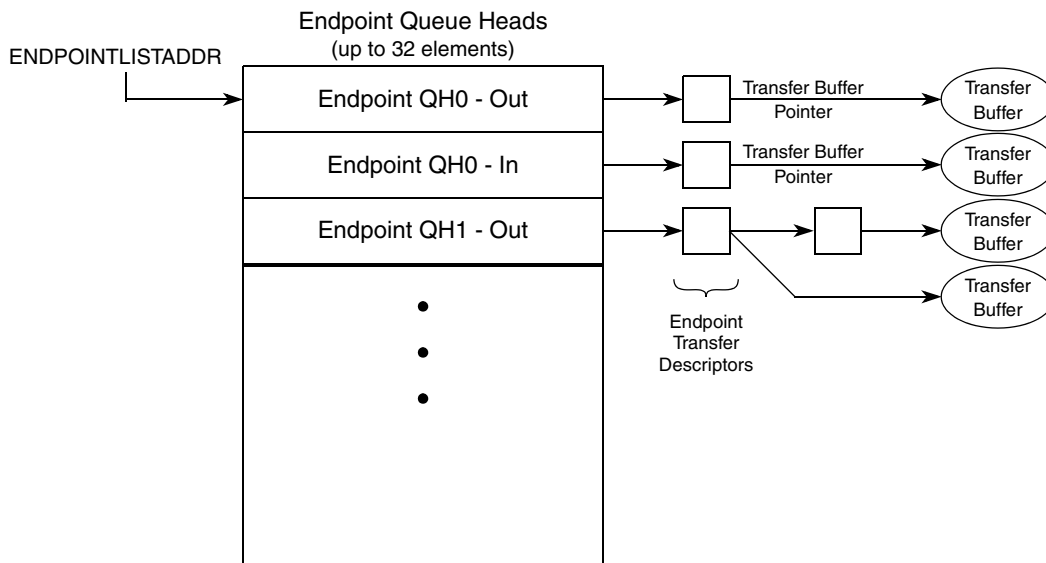 Endpoint Queue Heads
(up to 32 elements)
ENDPOINTLISTADDR
Endpoint QH0 - Out
Transfer Buffer
Pointer
Transfer
Buffer
Endpoint QH0 - In
Transfer Buffer
Pointer
Transfer
Buffer
Endpoint QH1 - Out
Transfer
Buffer
Transfer
Buffer
Endpoint
Transfer
Descriptors